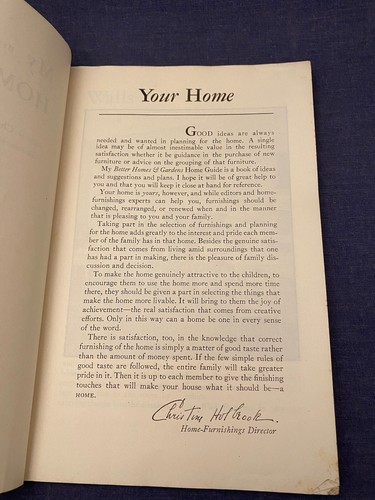 Your Home
GOOD ideas are always
needed and wanted in planning for the home. A single
idea may be of almost inestimable value in the resulting
satisfaction whether it be guidance in the purchase of new
furniture or advice on the grouping of that furniture.
My Better Homes & Gardens Home Guide is a book of ideas
and suggestions and plans. I hope it will be of great help to
you and that you will keep it close at hand for reference.
Your home is yours, however, and while editors and home-
furnishings experts can help you, furnishings should be
changed, rearranged, or renewed when and in the manner
that is pleasing to you and your family.
Taking part in the selection of furnishings and planning
for the home adds greatly to the interest and pride each mem-
ber of the family has in that home. Besides the genuine satis-
faction that comes from living amid surroundings that one
has had a part in making, there is the pleasure of family dis-
cussion and decision.
To make the home genuinely attractive to the children, to
encourage them to use the home more and spend more time
there, they should be given a part in selecting the things that
make the home more livable. It will bring to them the joy of
achievement—the real satisfaction that comes from creative
efforts. Only in this way can a home be one in every sense
of the word.
There is satisfaction, too, in the knowledge that correct
furnishing of the home is simply a matter of good taste rather
than the amount of money spent. If the few simple rules of
good taste are followed, the entire family will take greater
pride in it. Then it is up to each member to give the finishing
touches that will make your house what it should be—a
HOME.
Christine Holbrook.
Home-Furnishings Director